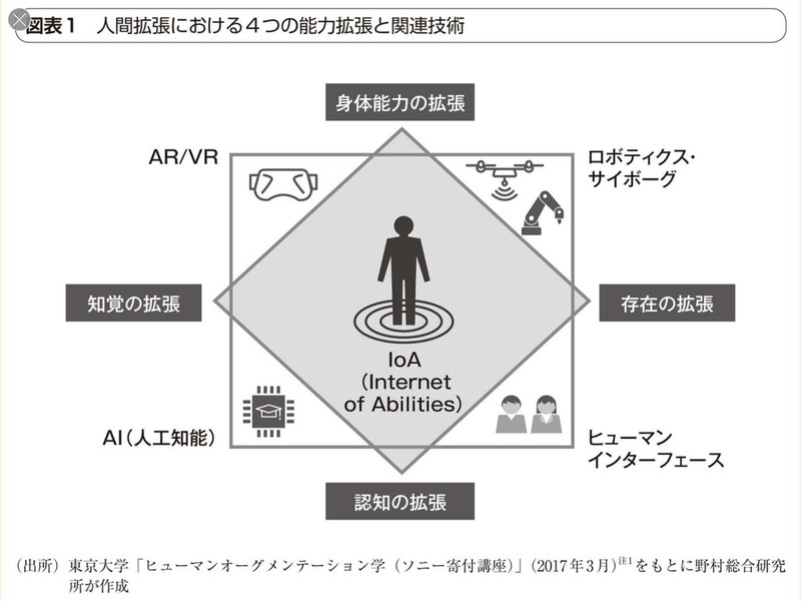 図表1 人間拡張における4つの能力拡張と関連技術
身体能力の拡張
AR/VR
ロボティクス・
サイボーグ
知覚の拡張
存在の拡張
IoA
(Internet
of Abilities)
AI(人工知能)
ヒューマン
インターフェース
認知の拡張
(出所)東京大学「ヒューマンオーグメンテーション学(ソニー寄付講座)」(2017年3月)注1をもとに野村総合研究
所が作成